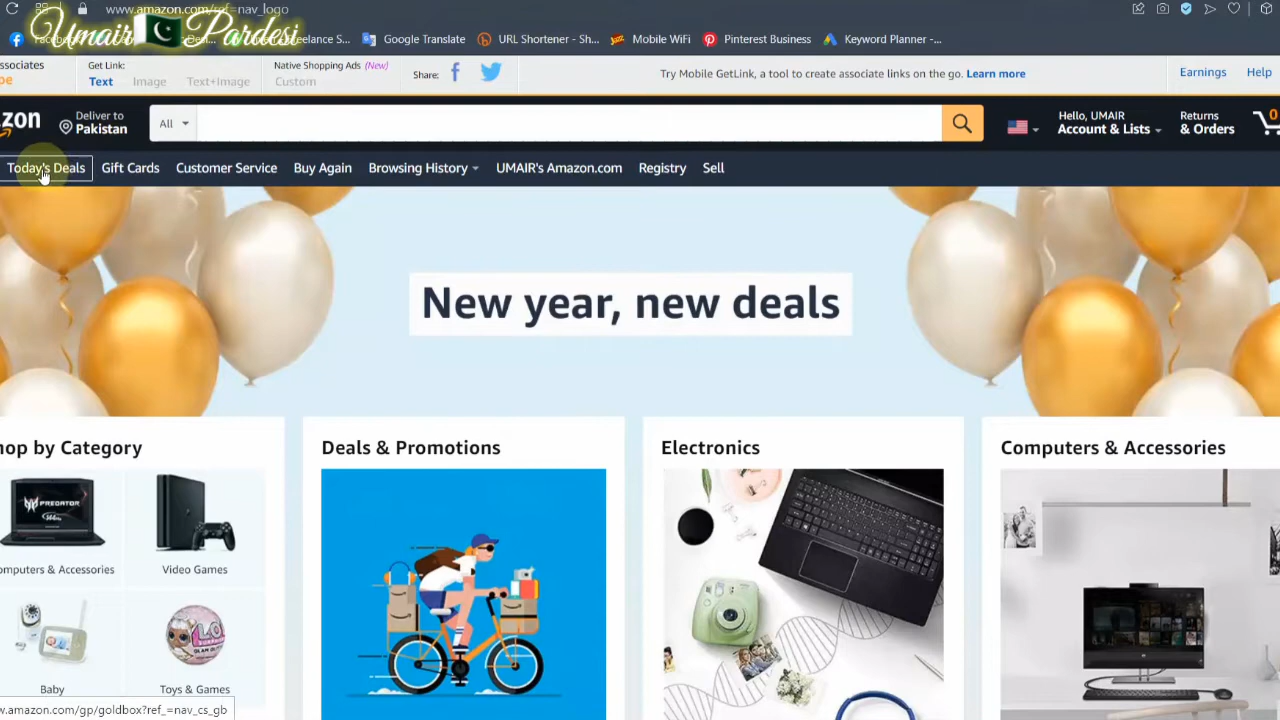 www.amazon.com/ref=nav_logo
Umair Pardesi
S...
Google Translate
URL Shortener - Sh...
Mobile WiFi
Pinterest Business
Keyword Planner -...
ssociates
Get Link:
Native Shopping Ads (New)
Text
Image
Text+Image
Custom
Share:
Try Mobile GetLink, a tool to create associate links on the go. Learn more
Earnings
Help
zon
Deliver to
Pakistan
All
Hello, UMAIR
Account & Lists
Returns
& Orders
0
Today's Deals
Gift Cards
Customer Service
Buy Again
Browsing History
UMAIR's Amazon.com
Registry
Sell
New year, new deals
hop by Category
Deals & Promotions
Electronics
Computers & Accessories
PREDATOR
omputers & Accessories
Video Games
Baby
Toys & Games
w.amazon.com/gp/goldbox?ref_=nav_cs_gb